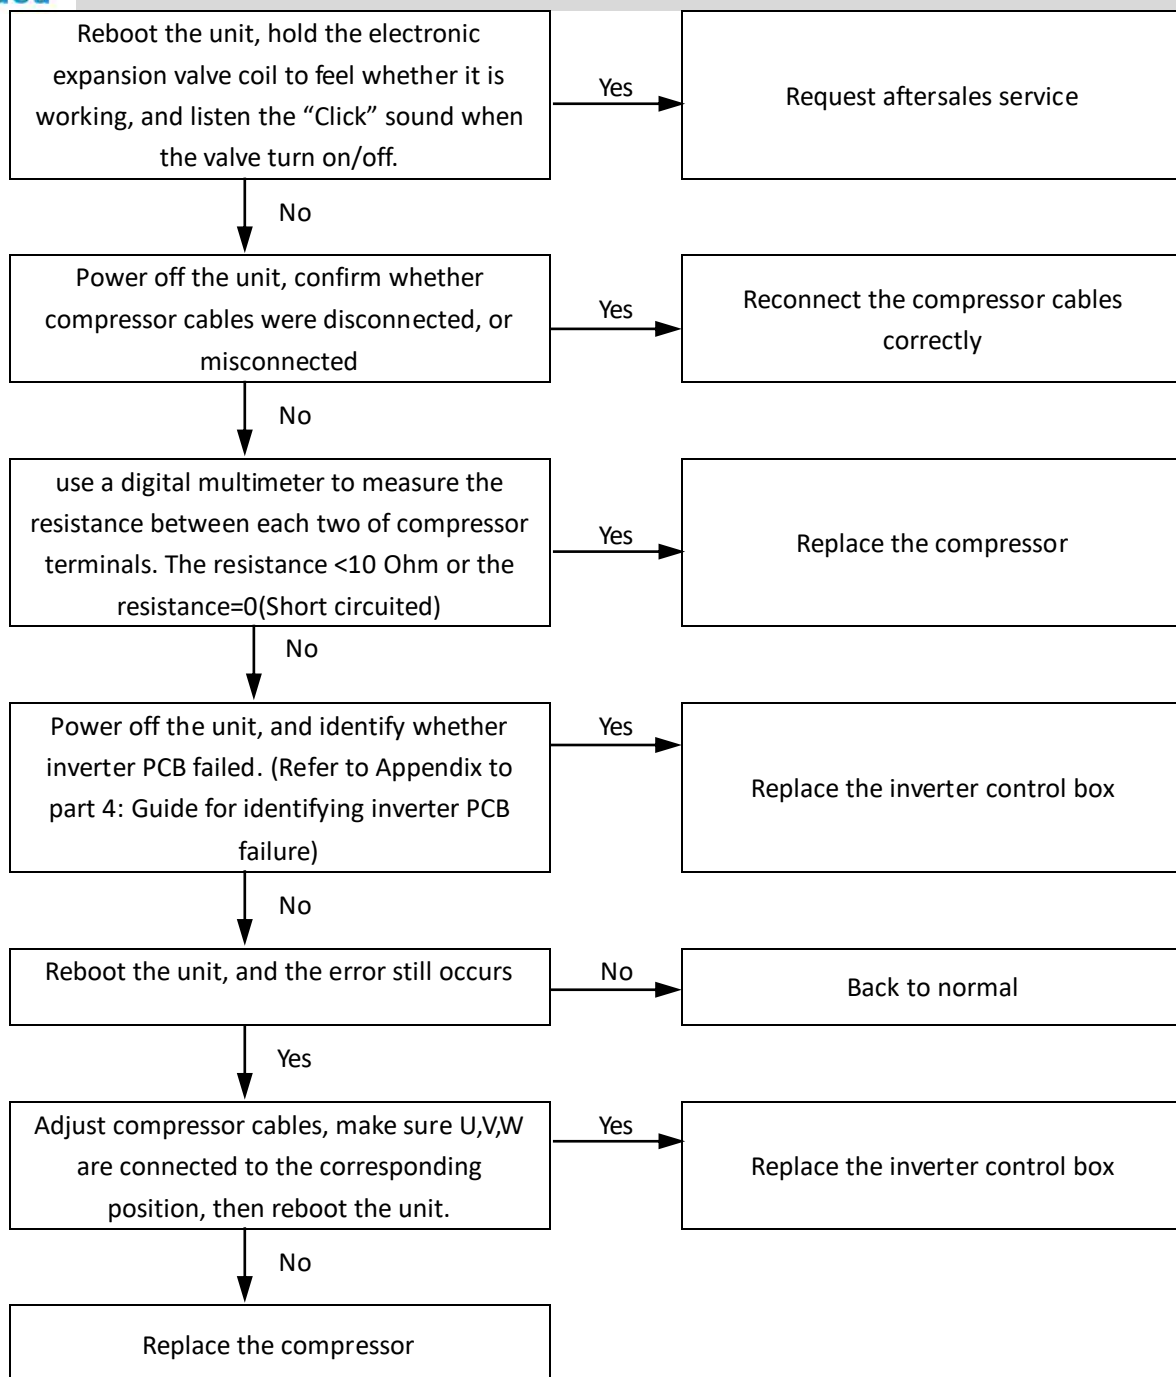 Reboot the unit, hold the electronic
expansion valve coil to feel whether it is
working, and listen the “Click” sound when
the valve turn on/off.
Yes
Request aftersales service
No
Power off the unit, confirm whether
compressor cables were disconnected, or
misconnected
Yes
Reconnect the compressor cables
correctly
No
use a digital multimeter to measure the
resistance between each two of compressor
terminals. The resistance <10 Ohm or the
resistance=0(Short circuited)
Yes
Replace the compressor
No
Power off the unit, and identify whether
inverter PCB failed. (Refer to Appendix to
part 4: Guide for identifying inverter PCB
failure)
Yes
Replace the inverter control box
No
Reboot the unit, and the error still occurs
No
Back to normal
Yes
Adjust compressor cables, make sure U,V,W
are connected to the corresponding
position, then reboot the unit.
Yes
Replace the inverter control box
No
Replace the compressor